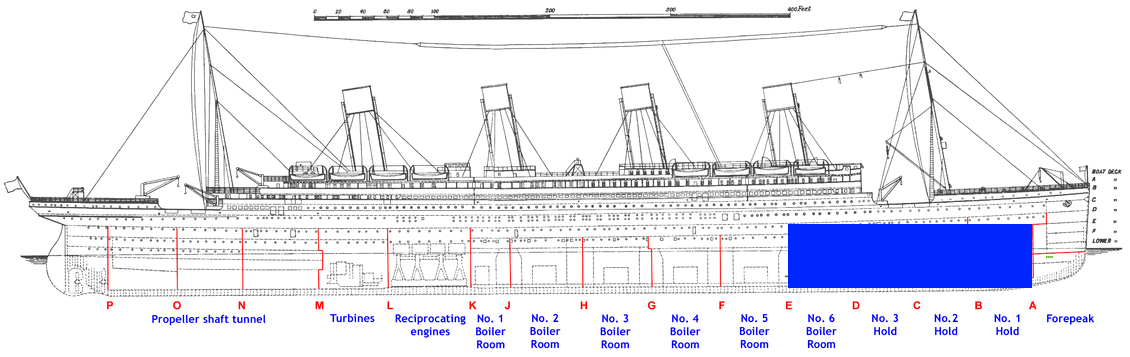 0 20 40 60 80 100 200 300 400 Feet
BOAT DECK
A "
B "
C "
D "
E "
F "
LOWER "
P O N M L K J H G F E D C B A
Propeller shaft tunnel
Turbines
Reciprocating
engines
No. 1
Boiler
Room
No. 2
Boiler
Room
No. 3
Boiler
Room
No. 4
Boiler
Room
No. 5
Boiler
Room
No. 6
Boiler
Room
No. 3
Hold
No.2
Hold
No. 1
Hold
Forepeak